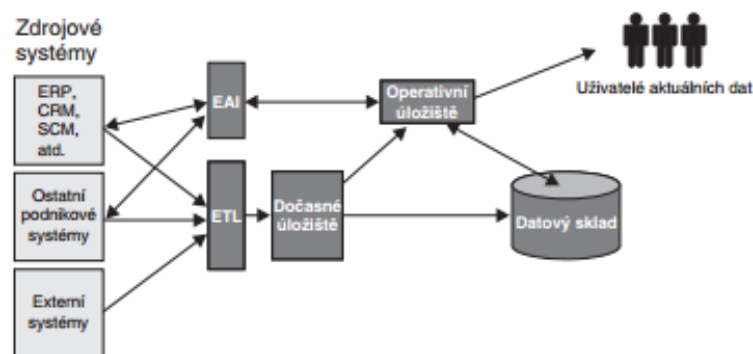 Zdrojové
systémy
ERP,
CRM,
SCM,
atd.
Ostatní
podnikové
systémy
Externí
systémy
EAI
ETL
Dočasné
úložiště
Operativní
úložiště
Datový sklad
Uživatelé aktuálních dat